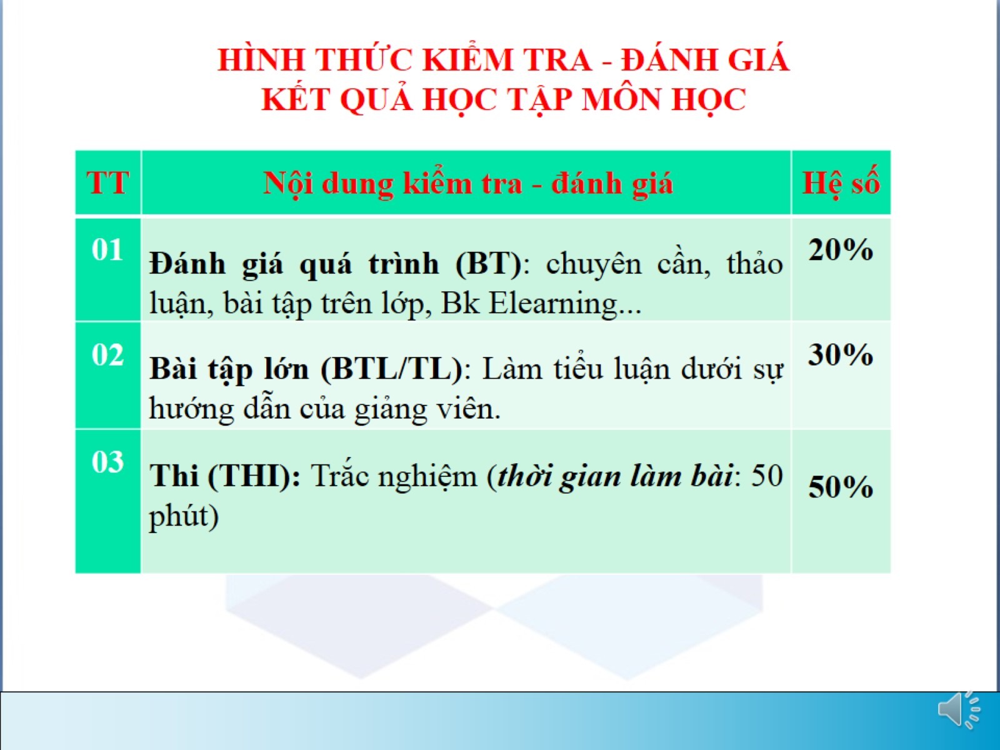 HÌNH THỨC KIỂM TRA - ĐÁNH GIÁ
KẾT QUẢ HỌC TẬP MÔN HỌC
TT Nội dung kiểm tra - đánh giá Hệ số
01 Đánh giá quá trình (BT): chuyên cần, thảo 20%
luận, bài tập trên lớp, Bk Elearning...
02 Bài tập lớn (BTL/TL): Làm tiểu luận dưới sự 30%
hướng dẫn của giảng viên.
03 Thi (THI): Trắc nghiệm (thời gian làm bài: 50 50%
phút)